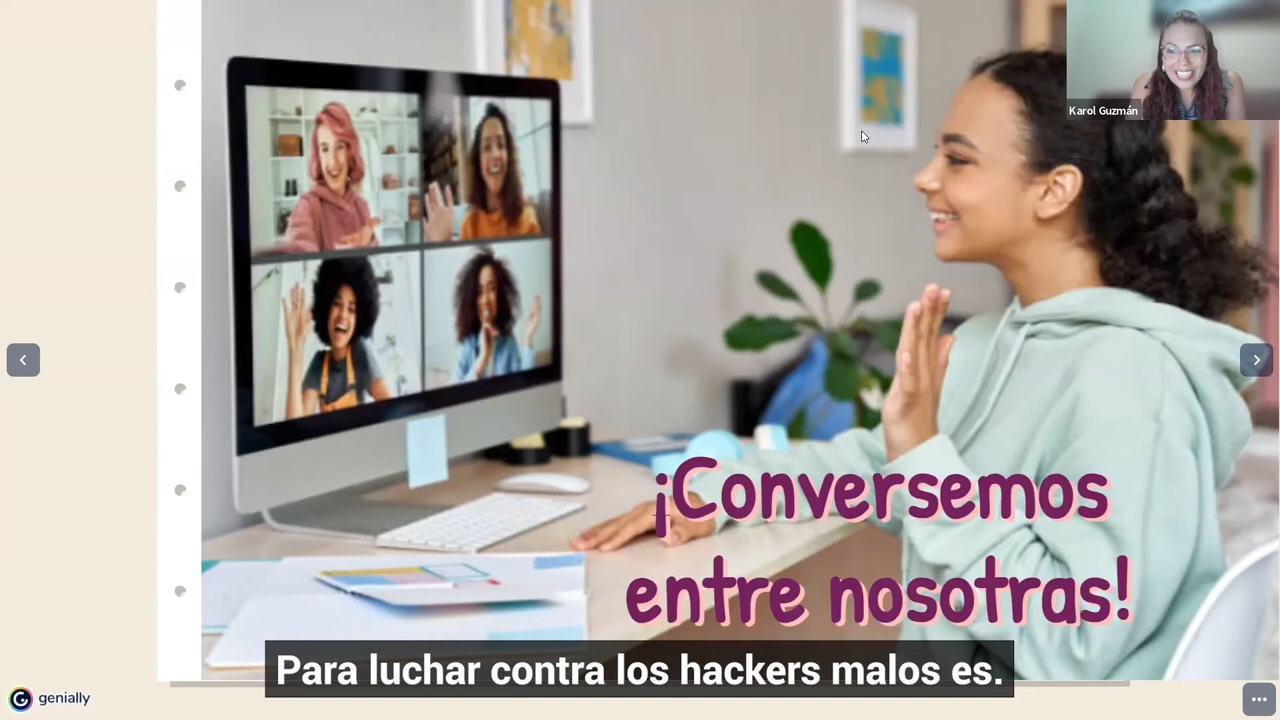 Karol Guzmán
¡Conversemos
entre nosotras!
Para luchar contra los hackers malos es.
genially